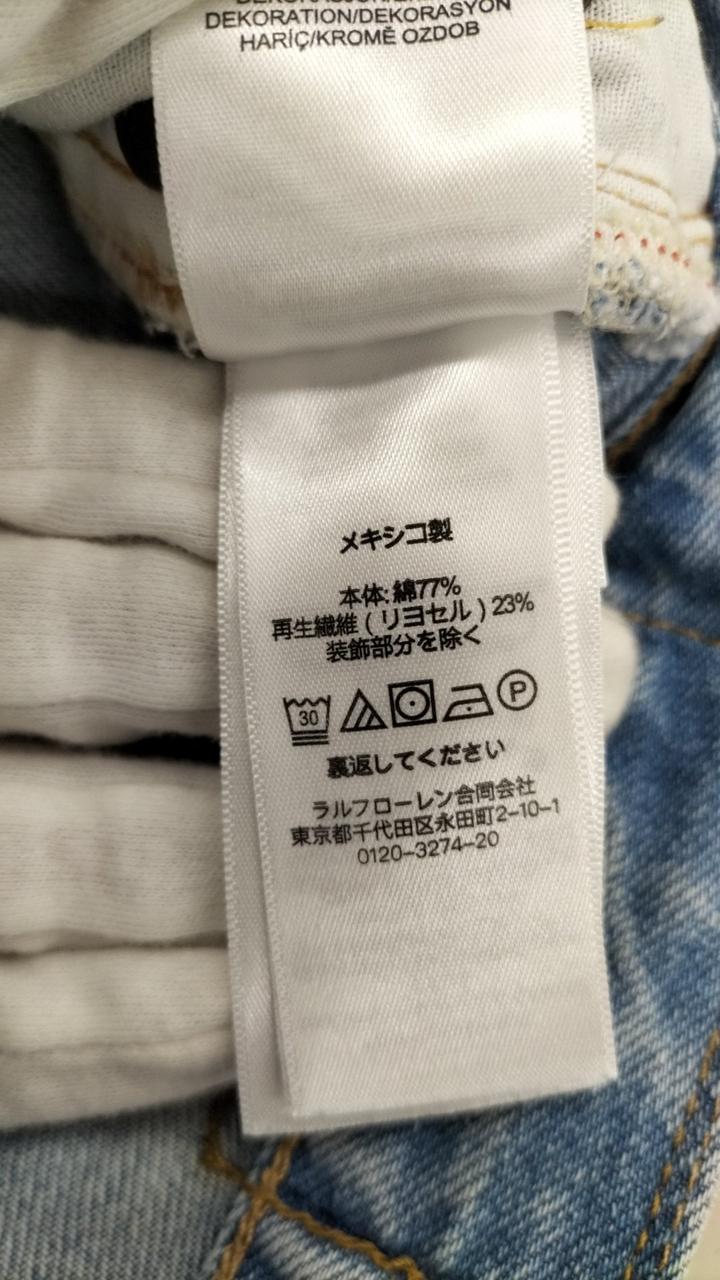 DEKORATION/DEKORASYON
HARİÇ/KROMĚ OZDOB
メキシコ製
本体: 綿77%
再生繊維 ( リヨセル ) 23%
装飾部分を除く
30
P
裏返してください
ラルフローレン合同会社
東京都千代田区永田町2-10-1
0120-3274-20